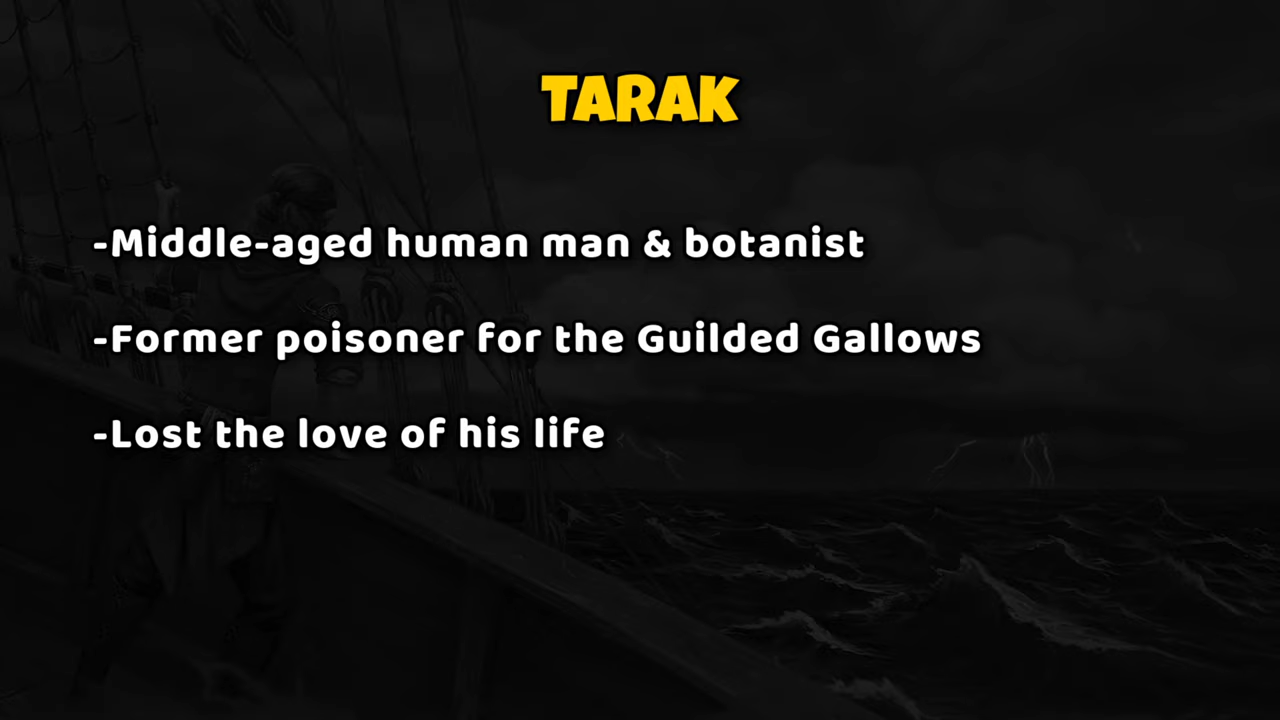 TARAK
-Middle-aged human man & botanist
-Former poisoner for the Guilded Gallows
-Lost the love of his life